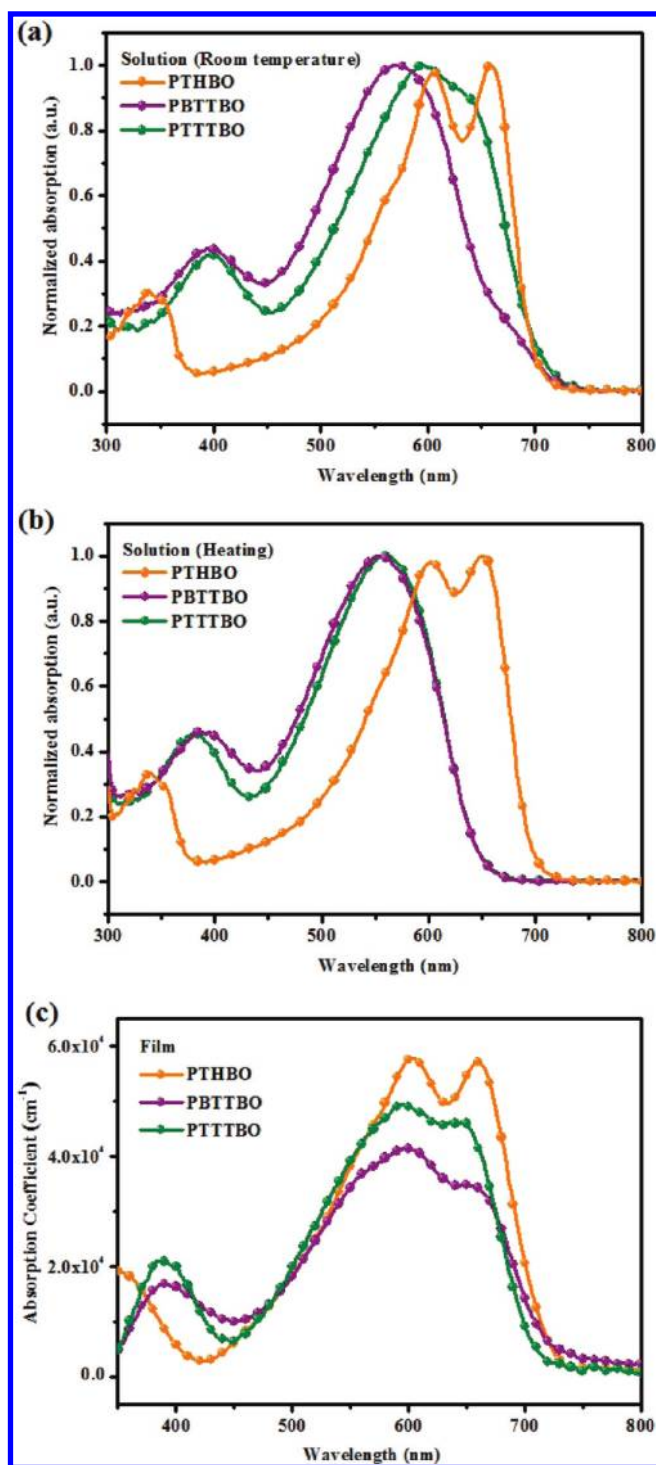 (a)
Solution (Room temperature)
PTHBO
PBTTBO
PTTTBO
Normalized absorption (a.u.)
1.0
0.8
0.6
0.4
0.2
0.0
300 400 500 600 700 800
Wavelength (nm)
(b)
Solution (Heating)
PTHBO
PBTTBO
PTTTBO
Normalized absorption (a.u.)
1.0
0.8
0.6
0.4
0.2
0.0
300 400 500 600 700 800
Wavelength (nm)
(c)
Film
PTHBO
PBTTBO
PTTTBO
Absorption Coefficient (cm⁻¹)
6.0x10⁴
4.0x10⁴
2.0x10⁴
0.0
400 500 600 700 800
Wavelength (nm)